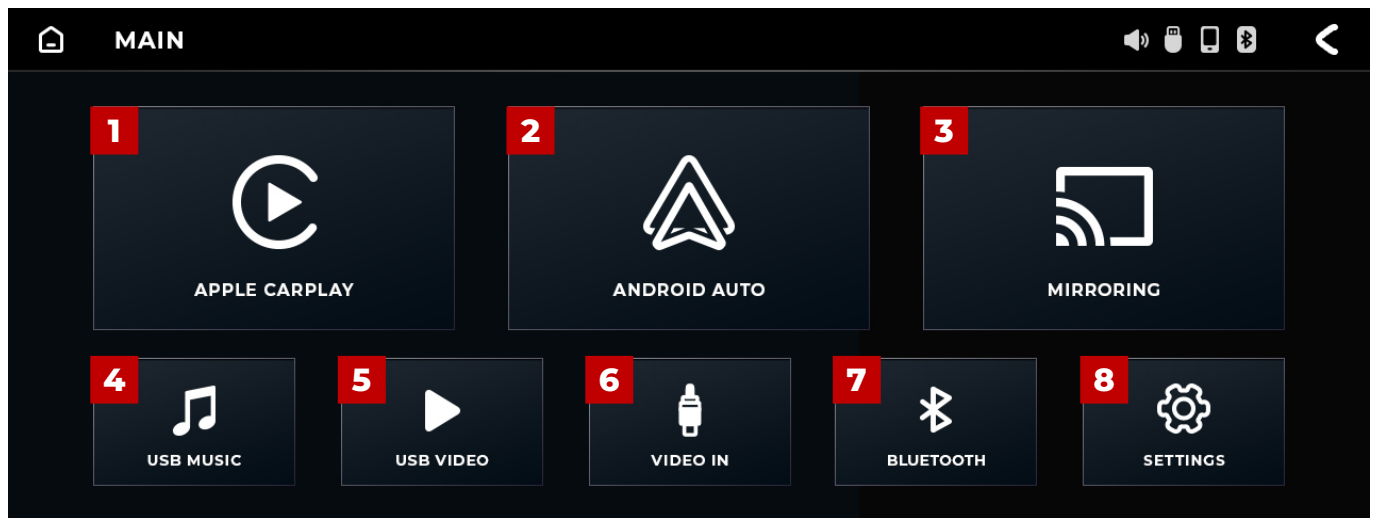 MAIN
1
2
3
APPLE CARPLAY
ANDROID AUTO
MIRRORING
4
5
6
7
8
USB MUSIC
USB VIDEO
VIDEO IN
BLUETOOTH
SETTINGS